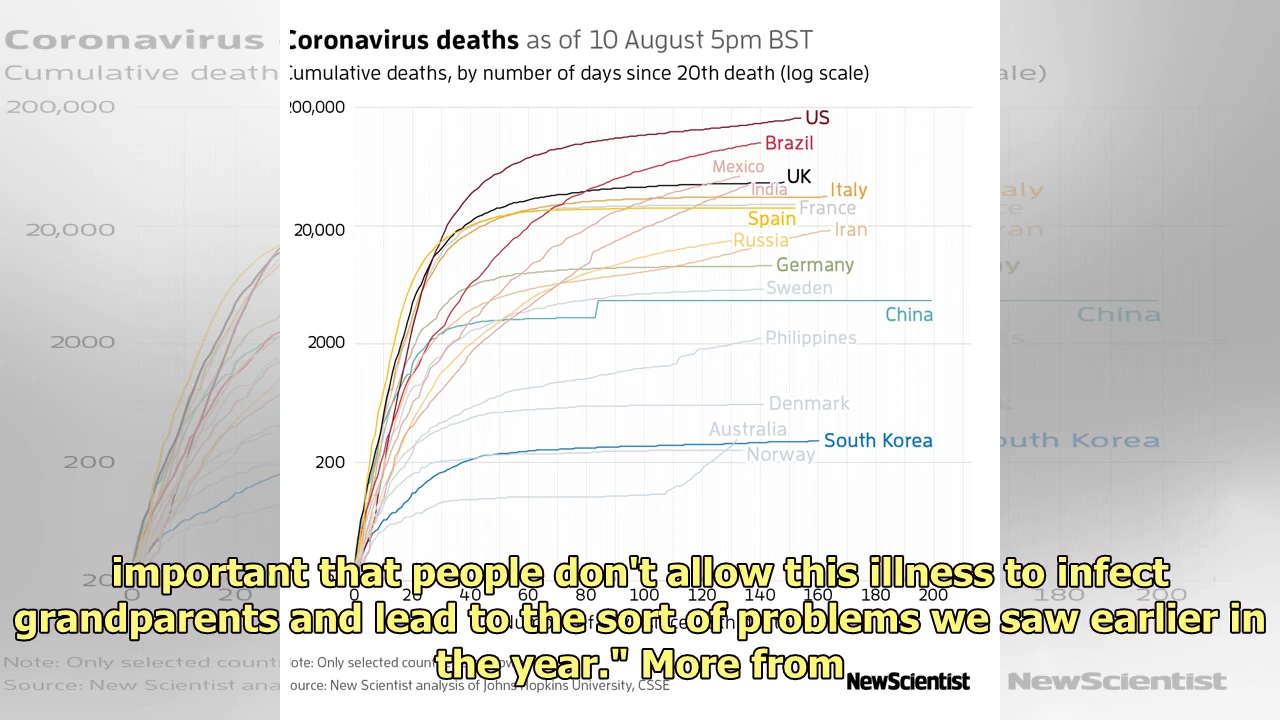 Coronavirus deaths as of 10 August 5pm BST
Cumulative deaths, by number of days since 20th death (log scale)
200,000
20,000
2000
200
20
US
Brazil
Mexico
UK
India
Italy
France
Spain
Iran
Russia
Germany
Sweden
China
Philippines
Denmark
Australia
South Korea
Norway
0 20 40 60 80 100 120 140 160 180 200
important that people don't allow this illness to infect
grandparents and lead to the sort of problems we saw earlier in
the year." More from
Note: Only selected
Source: New Scientist analysis of Johns Hopkins University, CSSE
NewScientist